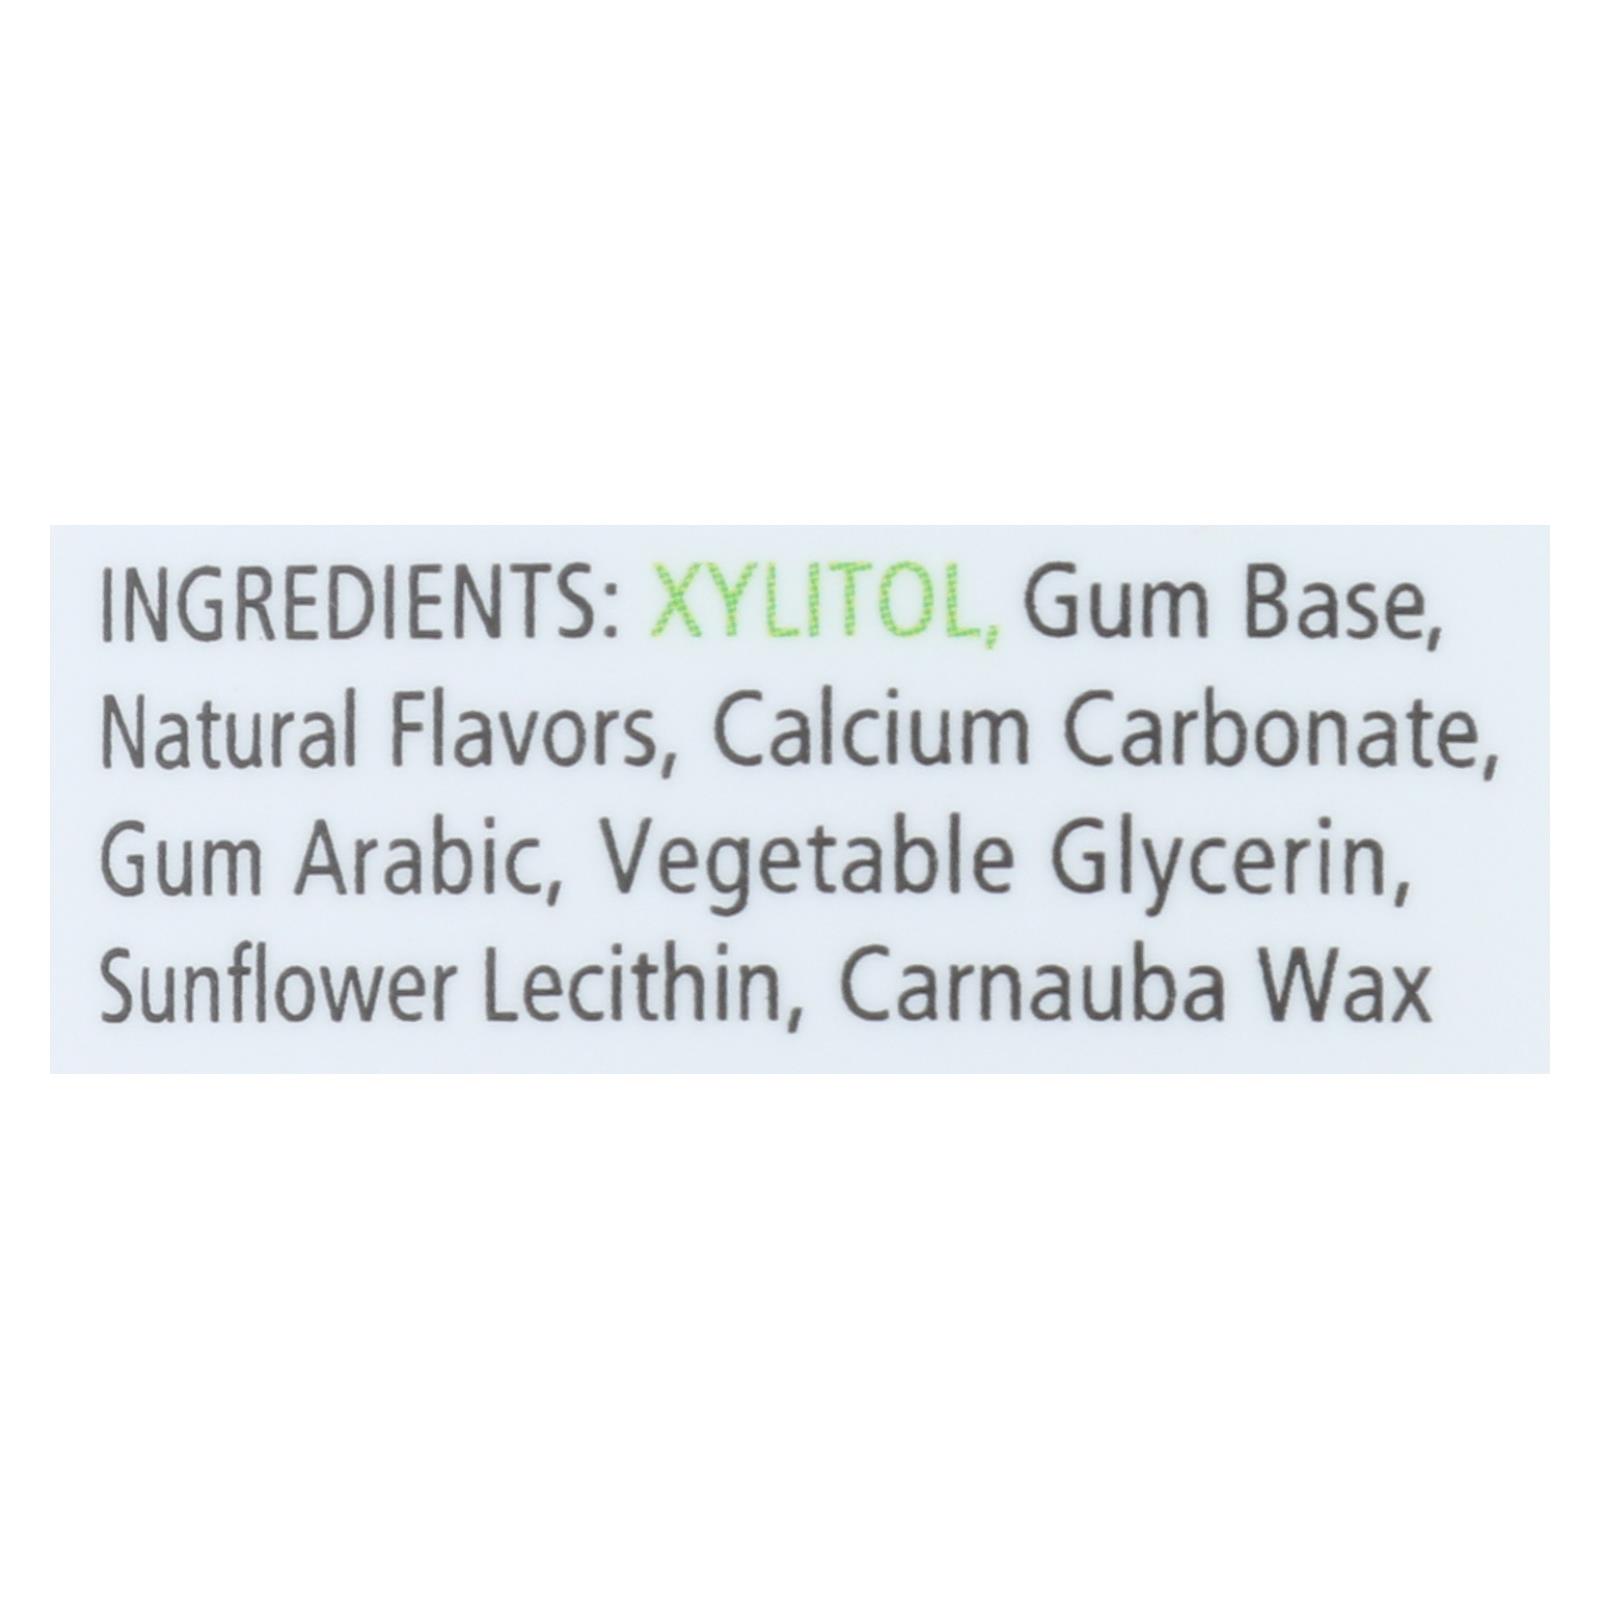 INGREDIENTS: XYLITOL, Gum Base,
Natural Flavors, Calcium Carbonate,
Gum Arabic, Vegetable Glycerin,
Sunflower Lecithin, Carnauba Wax